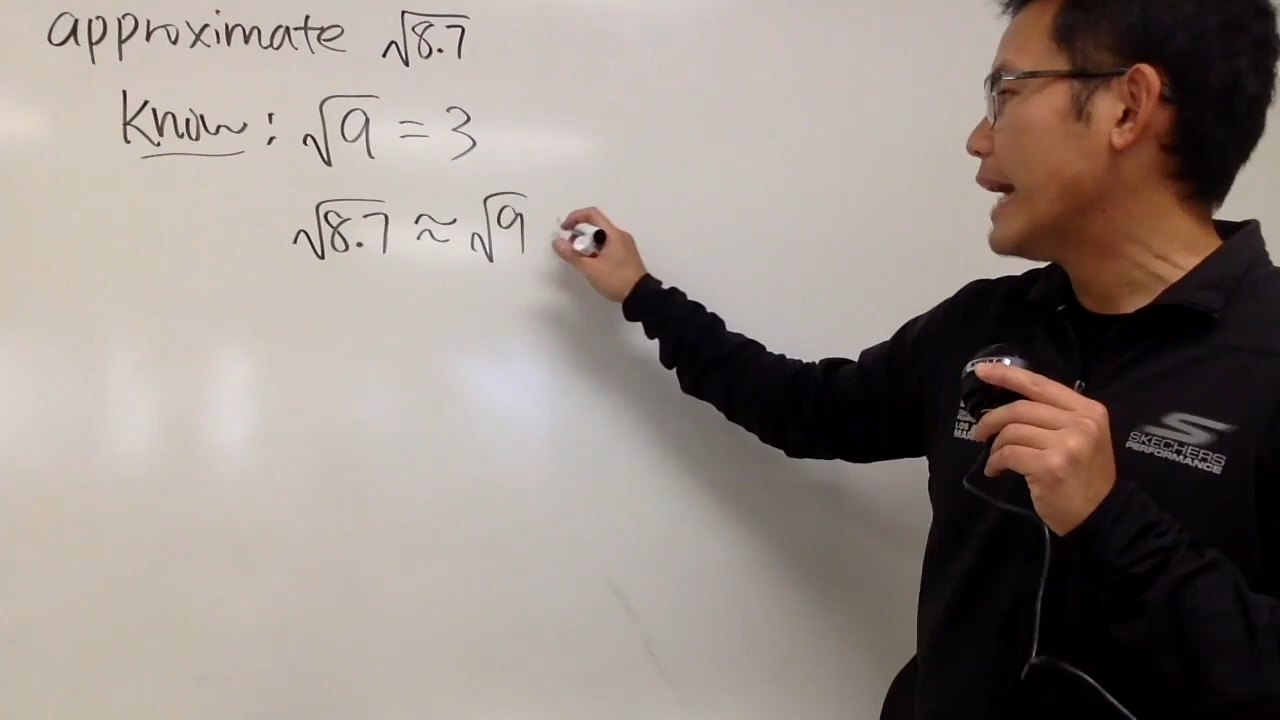 approximate √8.7
Know: √9 = 3
√8.7 ≈ √9
SKECHERS
PERFORMANCE